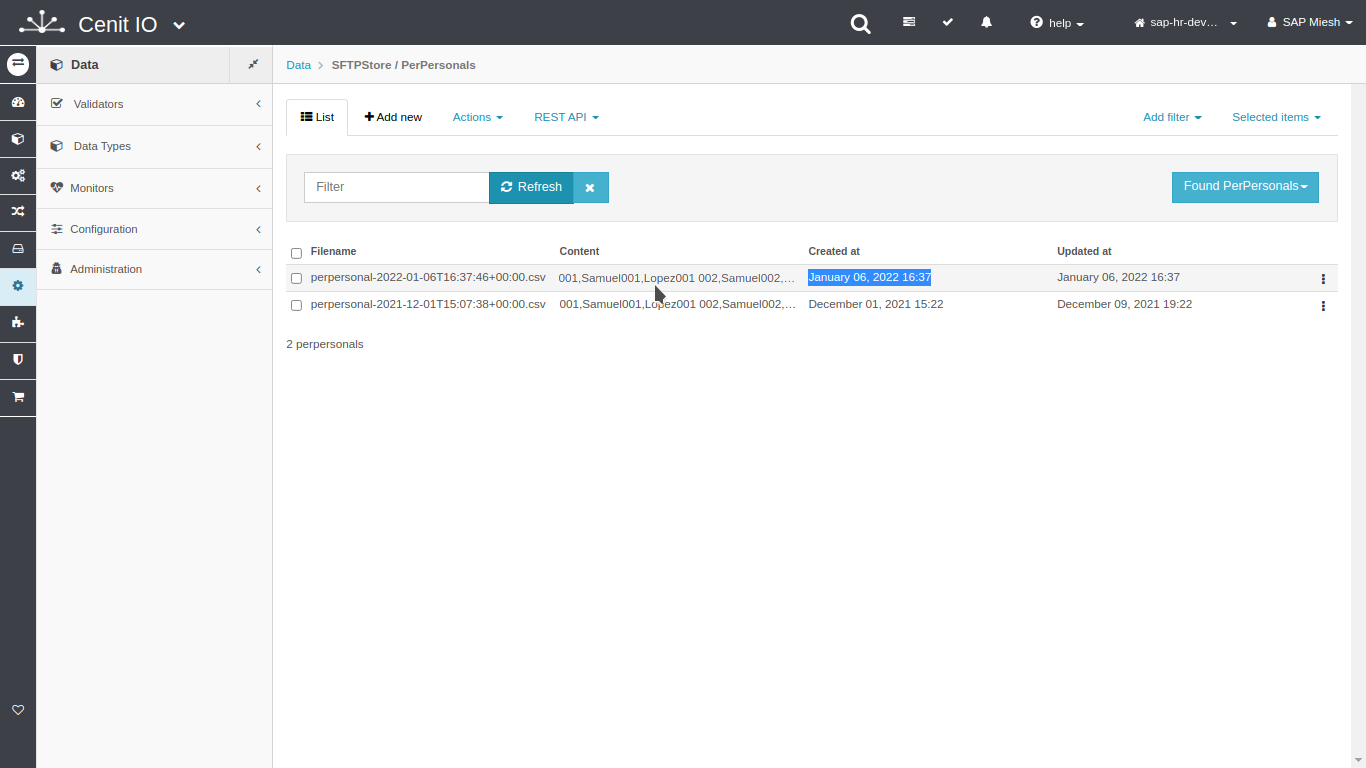 Cenit IO
help
sap-hr-dev...
SAP Miesh
Data
Data > SFTPStore / PerPersonals
Validators
Data Types
Monitors
Configuration
Administration
List
Add new
Actions
REST API
Add filter
Selected items
Filter
Refresh
Found PerPersonals
Filename Content Created at Updated at
perpersonal-2022-01-06T16:37:46+00:00.csv 001,Samuel001,Lopez001 002,Samuel002,... January 06, 2022 16:37 January 06, 2022 16:37
perpersonal-2021-12-01T15:07:38+00:00.csv 001,Samuel001,Lopez001 002,Samuel002,... December 01, 2021 15:22 December 09, 2021 19:22
2 perpersonals